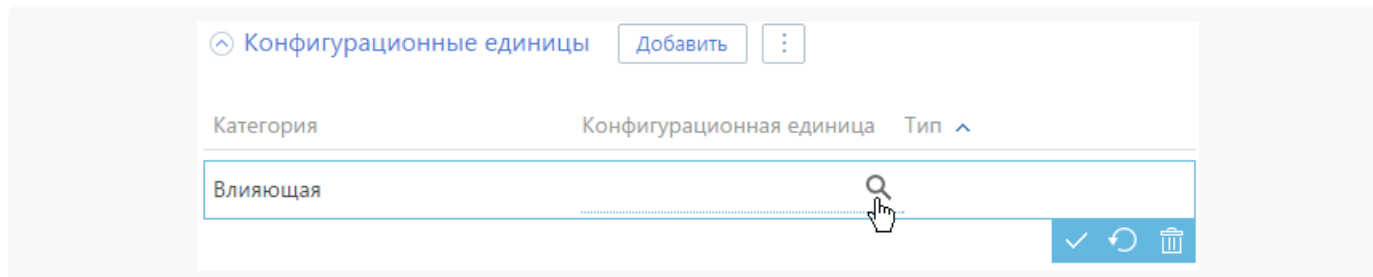 Конфигурационные единицы Добавить
Категория Конфигурационная единица Тип
Влияющая